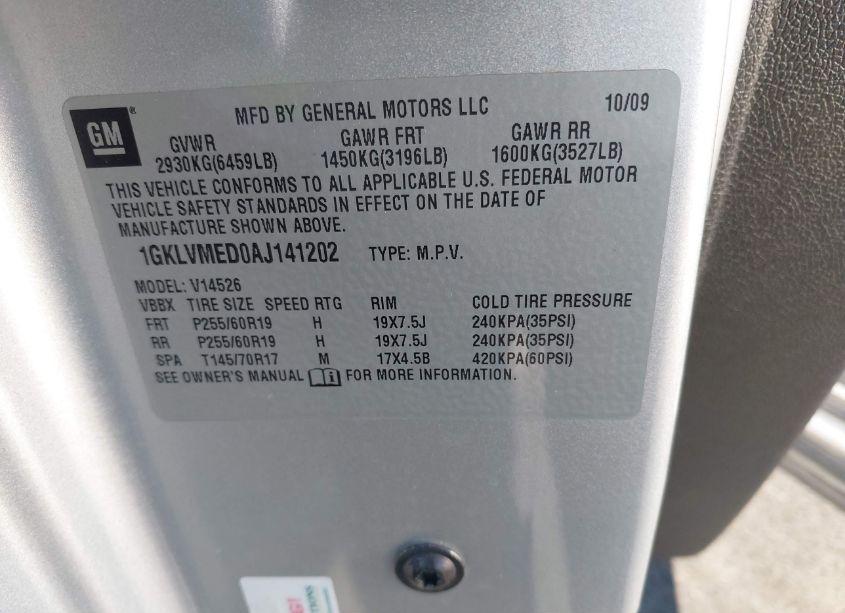 GM
®
MFD BY GENERAL MOTORS LLC 10/09
GVWR GAWR FRT GAWR RR
2930KG(6459LB) 1450KG(3196LB) 1600KG(3527LB)
THIS VEHICLE CONFORMS TO ALL APPLICABLE U.S. FEDERAL MOTOR
VEHICLE SAFETY STANDARDS IN EFFECT ON THE DATE OF
MANUFACTURE SHOWN ABOVE.
1GKLVMED0AJ141202 TYPE: M.P.V.
MODEL: V14526
VBBX TIRE SIZE SPEED RTG RIM COLD TIRE PRESSURE
FRT P255/60R19 H 19X7.5J 240KPA(35PSI)
RR P255/60R19 H 19X7.5J 240KPA(35PSI)
SPA T145/70R17 M 17X4.5B 420KPA(60PSI)
SEE OWNER'S MANUAL i FOR MORE INFORMATION.